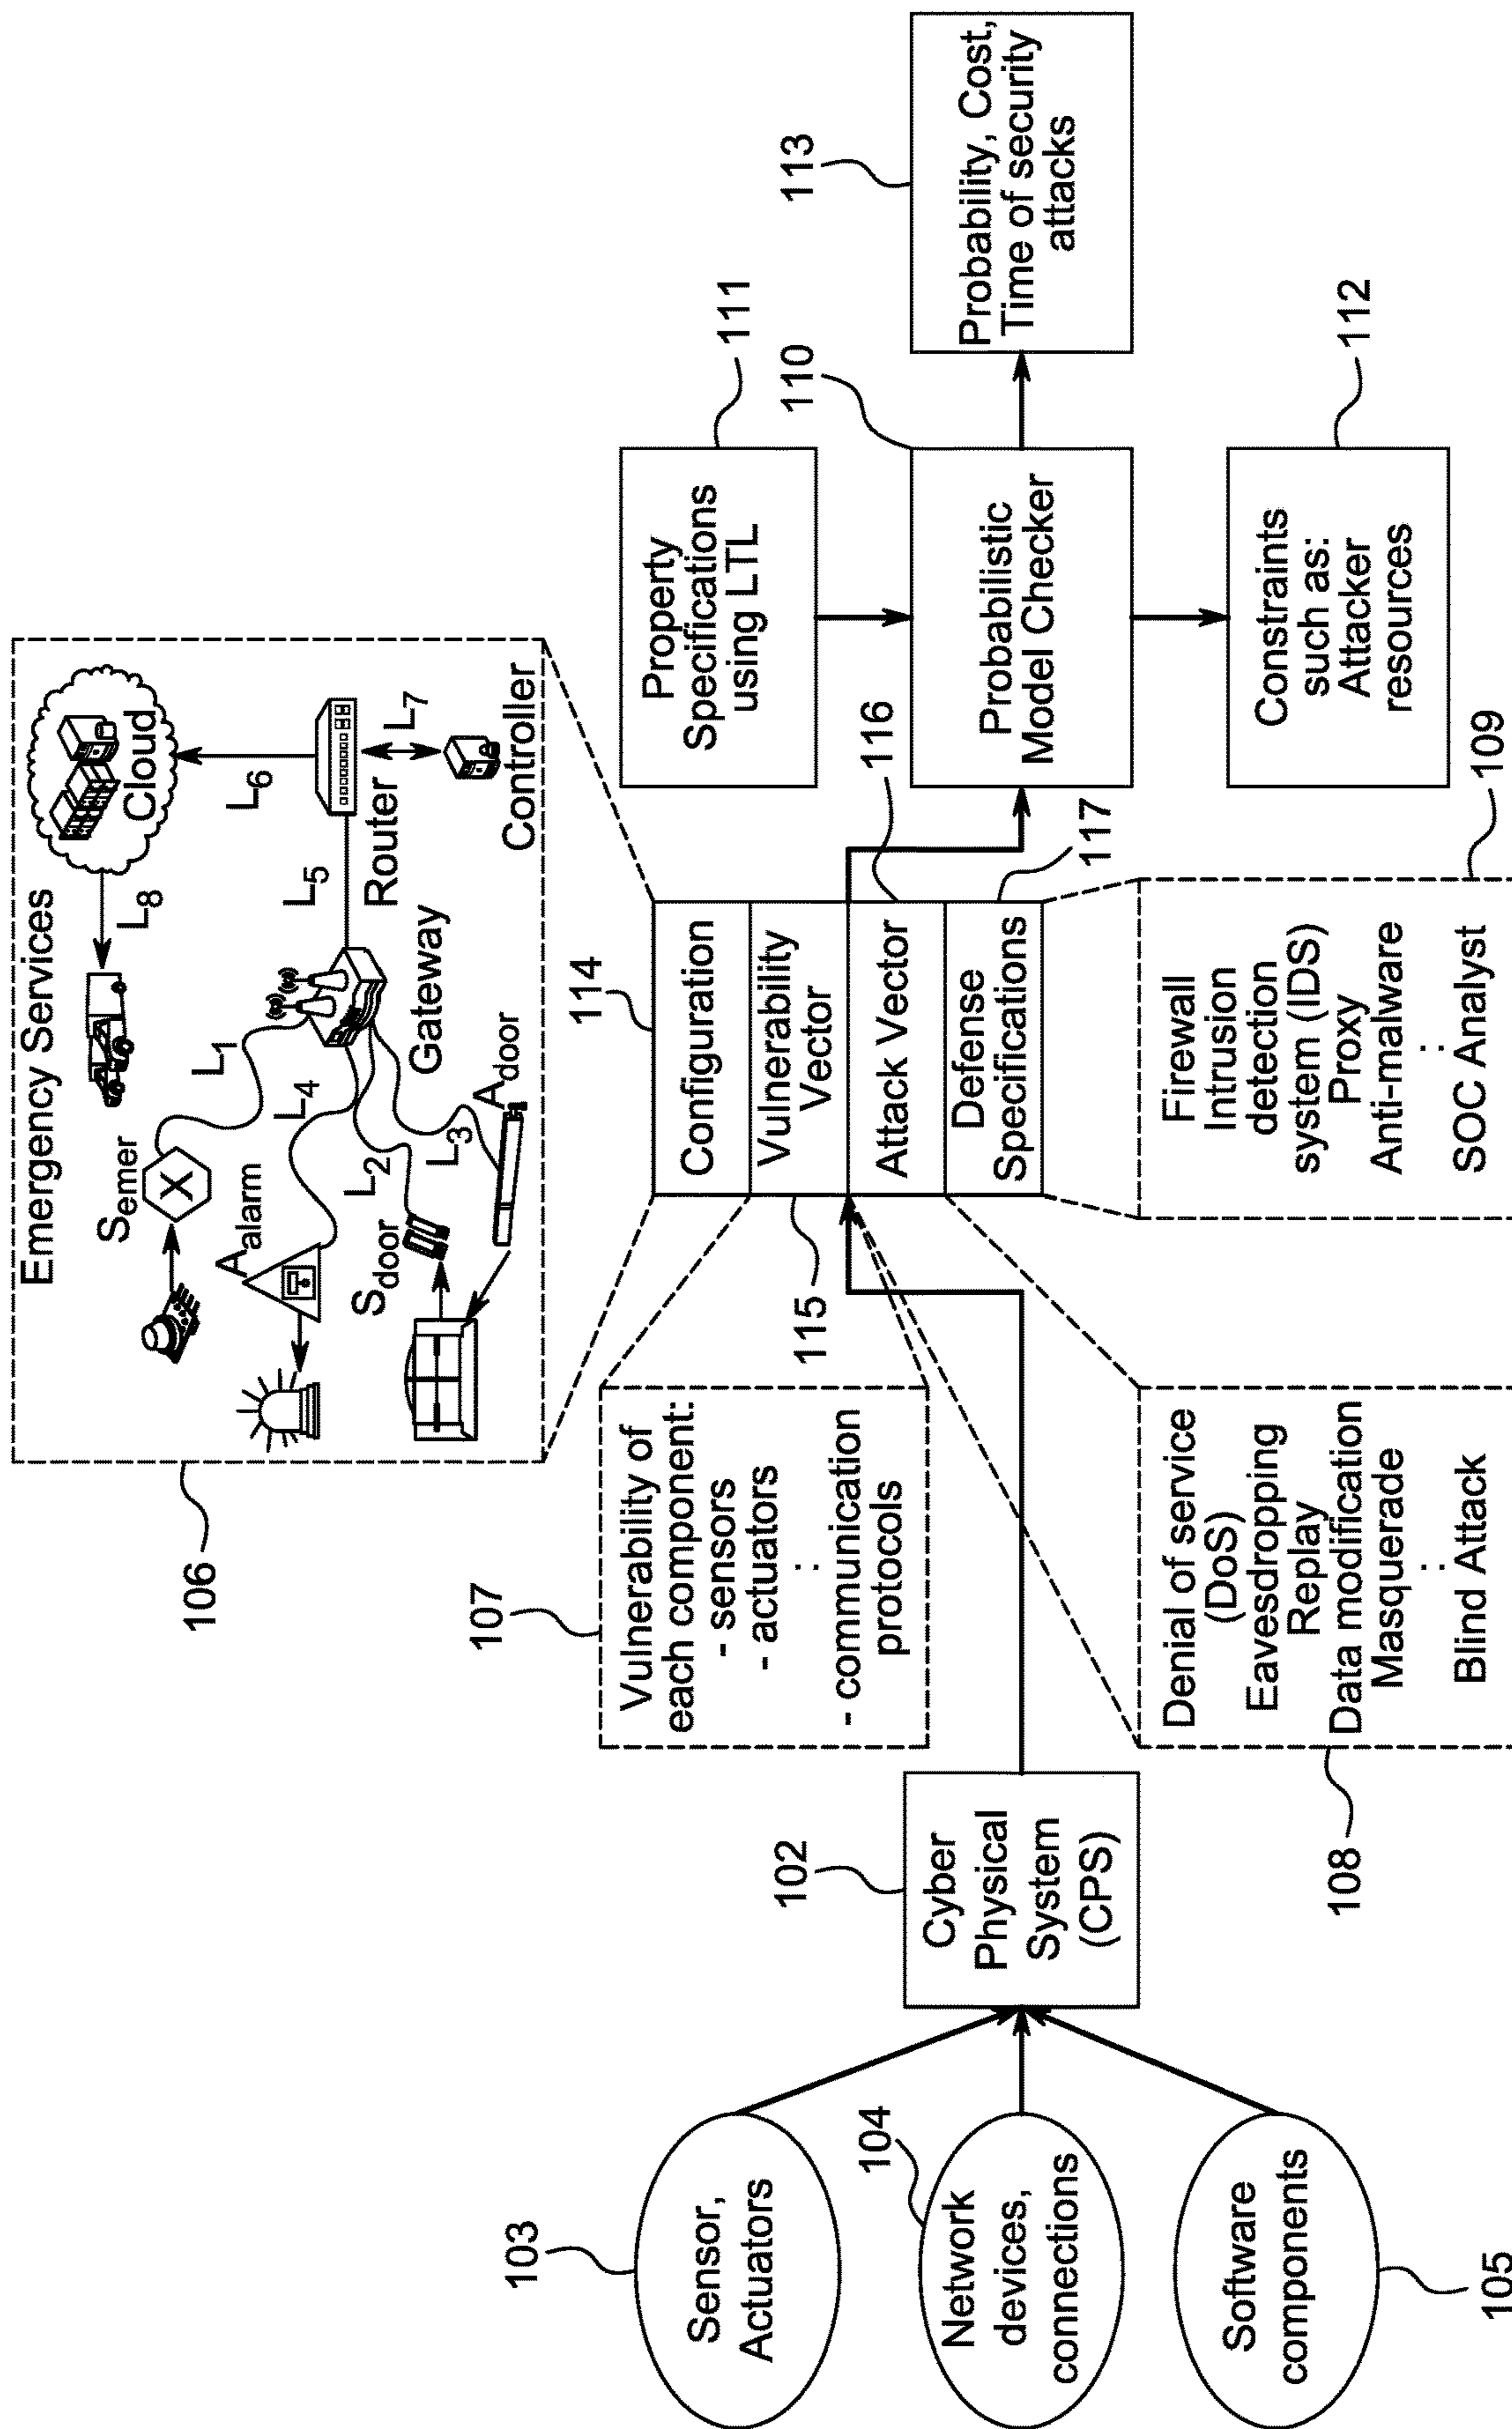 103
Sensor,
Actuators
104
Network
devices,
connections
105
Software
components
102
Cyber
Physical
System
(CPS)
106
Emergency Services
Semer
Aalarm
Sdoor
Adoor
L1
L4
L2
L3
Gateway
L5
Router
L6
L7
L8
Cloud
Controller
107
Vulnerability of
each component:
- sensors
- actuators
:
- communication
protocols
108
Denial of service
(DoS)
Eavesdropping
Replay
Data modification
Masquerade
:
Blind Attack
114
Configuration
115
Vulnerability
Vector
116
Attack Vector
117
Defense
Specifications
109
Firewall
Intrusion
detection
system (IDS)
Proxy
Anti-malware
:
SOC Analyst
111
Property
Specifications
using LTL
110
Probabilistic
Model Checker
112
Constraints
such as:
Attacker
resources
113
Probability, Cost,
Time of security
attacks
X